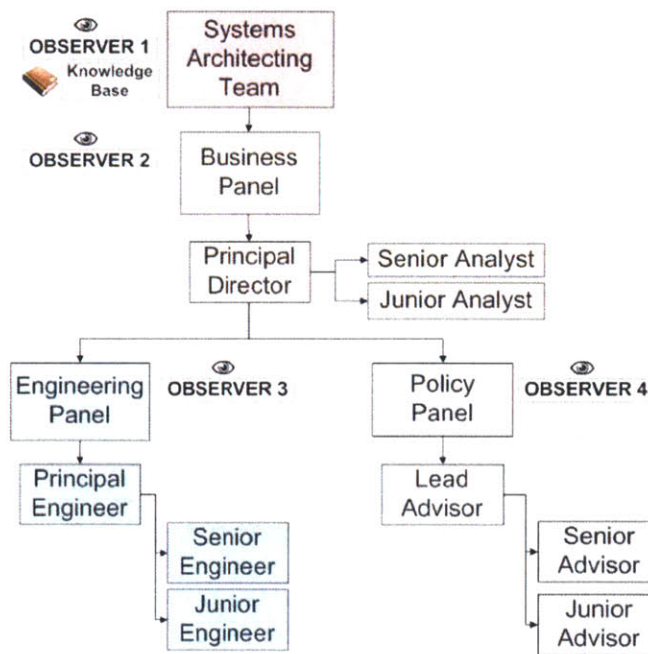 OBSERVER 1
Knowledge
Base
Systems
Architecting
Team
OBSERVER 2
Business
Panel
Principal
Director
Senior Analyst
Junior Analyst
Engineering
Panel
OBSERVER 3
Policy
Panel
OBSERVER 4
Principal
Engineer
Lead
Advisor
Senior
Engineer
Junior
Engineer
Senior
Advisor
Junior
Advisor